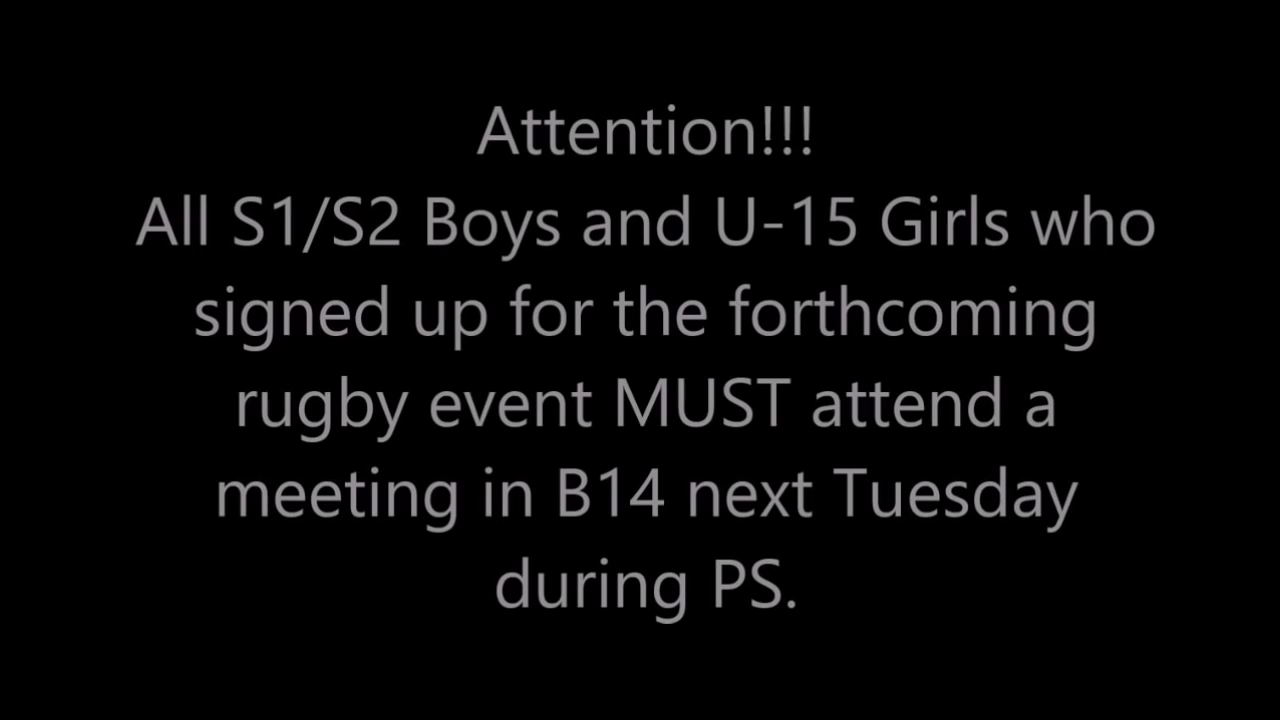 Attention!!!
All S1/S2 Boys and U-15 Girls who
signed up for the forthcoming
rugby event MUST attend a
meeting in B14 next Tuesday
during PS.